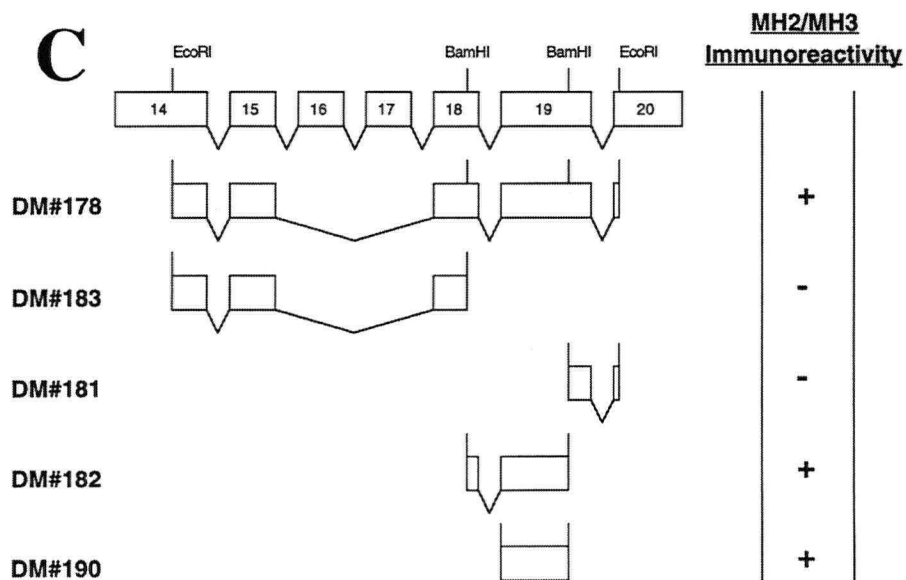 C
MH2/MH3
Immunoreactivity
EcoRI BamHI BamHI EcoRI
14 15 16 17 18 19 20
DM#178 +
DM#183 -
DM#181 -
DM#182 +
DM#190 +